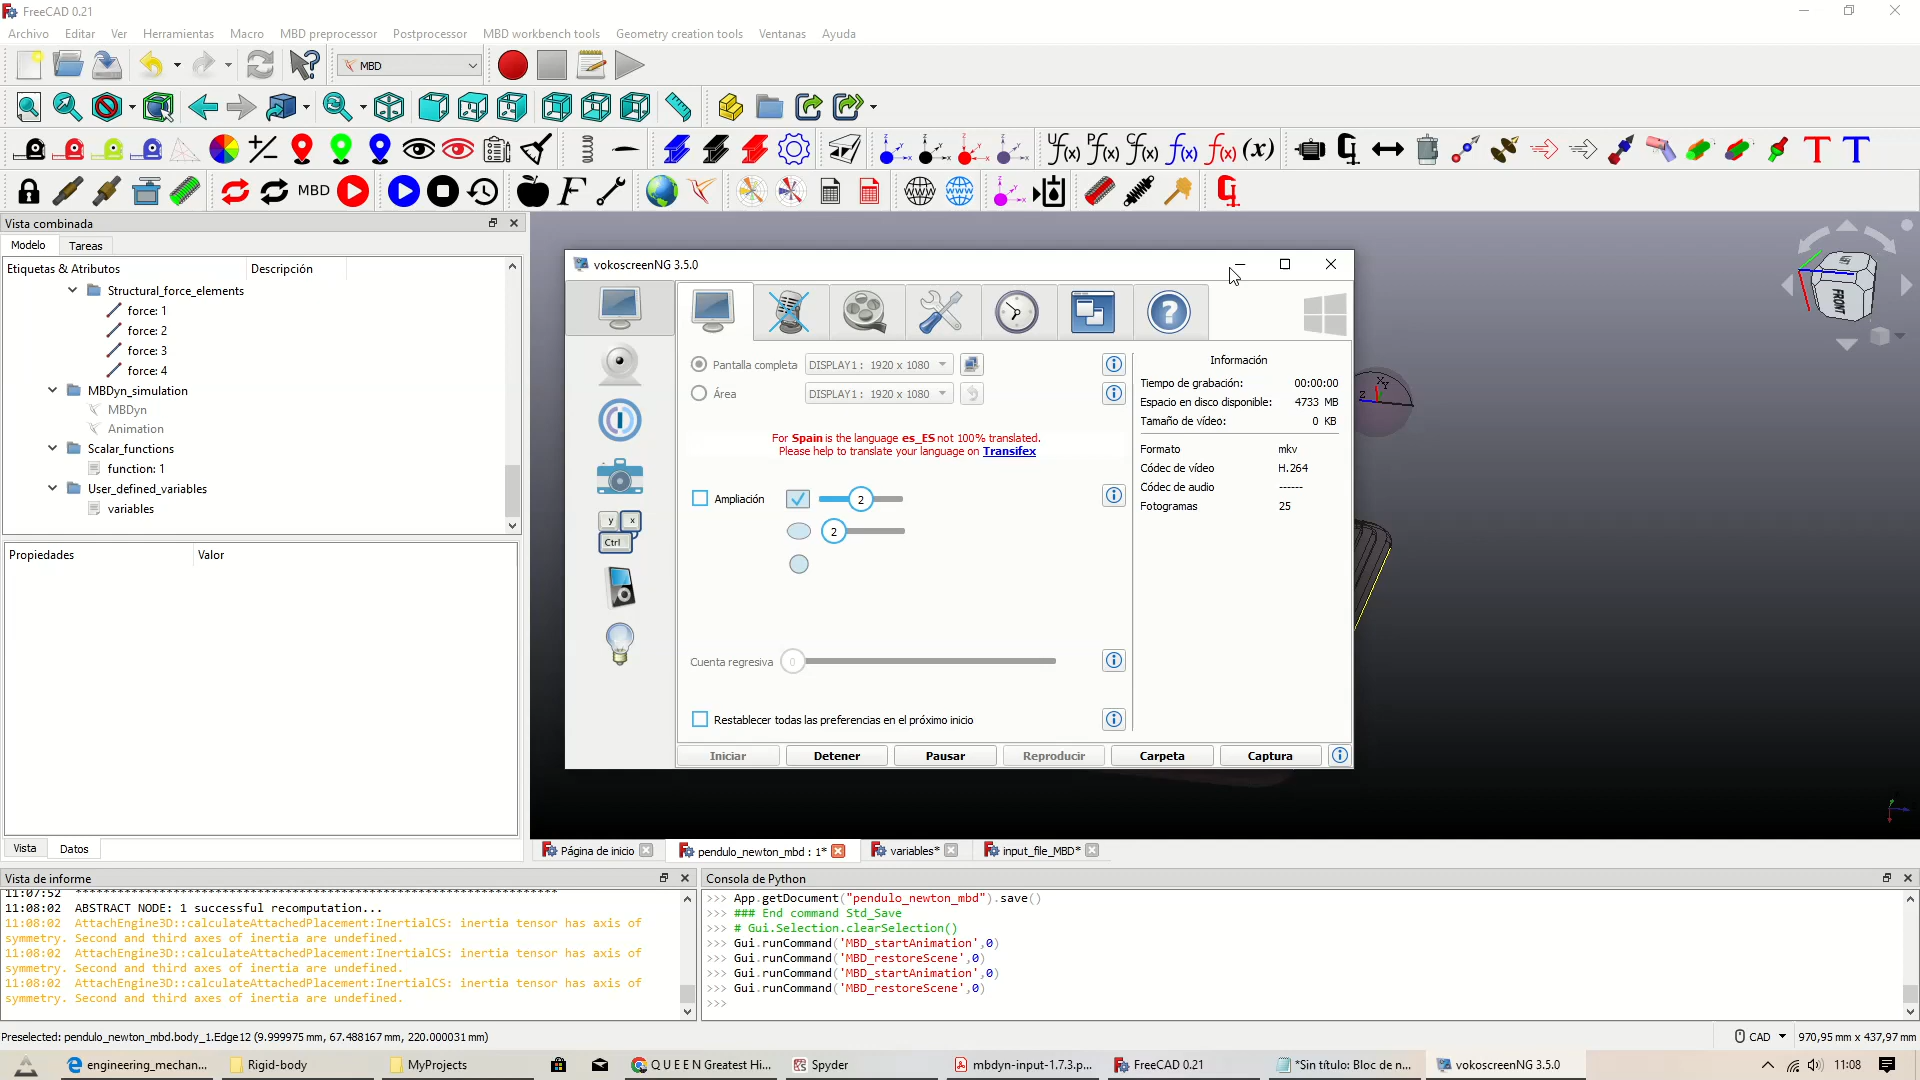 FreeCAD 0.21
Archivo Editar Ver Herramientas Macro MBD preprocessor Postprocessor MBD workbench tools Geometry creation tools Ventanas Ayuda
MBD
MBD
Vista combinada
Modelo Tareas
Etiquetas & Atributos Descripción
Structural_force_elements
force: 1
force: 2
force: 3
force: 4
MBDyn_simulation
MBDyn
Animation
Scalar_functions
function: 1
User_defined_variables
variables
Propiedades Valor
Vista Datos
vokoscreenNG 3.5.0
Pantalla completa DISPLAY1 : 1920 x 1080
Área DISPLAY1 : 1920 x 1080
For Spain is the language es_ES not 100% translated.
Please help to translate your language on Transifex
Ampliación 2
2
y x
Ctrl
Cuenta regresiva 0
Restablecer todas las preferencias en el próximo inicio
Información
Tiempo de grabación: 00:00:00
Espacio en disco disponible: 4733 MB
Tamaño de vídeo: 0 KB
Formato mkv
Códec de vídeo H.264
Códec de audio ------
Fotogramas 25
Iniciar Detener Pausar Reproducir Carpeta Captura
FRONT
Página de inicio pendulo_newton_mbd : 1* variables* input_file_MBD*
Vista de informe
11:07:52 ****************************************************************************
11:08:02 ABSTRACT NODE: 1 successful recomputation...
11:08:02 AttachEngine3D::calculateAttachedPlacement:InertialCS: inertia tensor has axis of
symmetry. Second and third axes of inertia are undefined.
11:08:02 AttachEngine3D::calculateAttachedPlacement:InertialCS: inertia tensor has axis of
symmetry. Second and third axes of inertia are undefined.
11:08:02 AttachEngine3D::calculateAttachedPlacement:InertialCS: inertia tensor has axis of
symmetry. Second and third axes of inertia are undefined.
Consola de Python
>>> App.getDocument("pendulo_newton_mbd").save()
>>> ### End command Std_Save
>>> # Gui.Selection.clearSelection()
>>> Gui.runCommand('MBD_startAnimation',0)
>>> Gui.runCommand('MBD_restoreScene',0)
>>> Gui.runCommand('MBD_startAnimation',0)
>>> Gui.runCommand('MBD_restoreScene',0)
>>>
Preselected: pendulo_newton_mbd.body_1.Edge12 (9.999975 mm, 67.488167 mm, 220.000031 mm)
CAD 970,95 mm x 437,97 mm
engineering_mechan... Rigid-body MyProjects Q U E E N Greatest Hi... Spyder mbdyn-input-1.7.3.p... FreeCAD 0.21 *Sin título: Bloc de n... vokoscreenNG 3.5.0 11:08